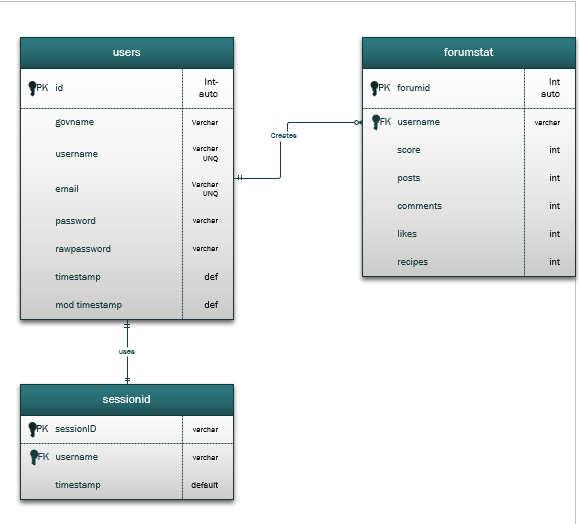 users
PK id Int-
auto
govname Varchar
username varchar
UNQ
email Varchar
UNQ
password varchar
rawpassword varchar
timestamp def
mod timestamp def
Creates
uses
forumstat
PK forumid Int
auto
FK username varchar
score int
posts int
comments int
likes int
recipes int
sessionid
PK sessionID varchar
FK username varchar
timestamp default